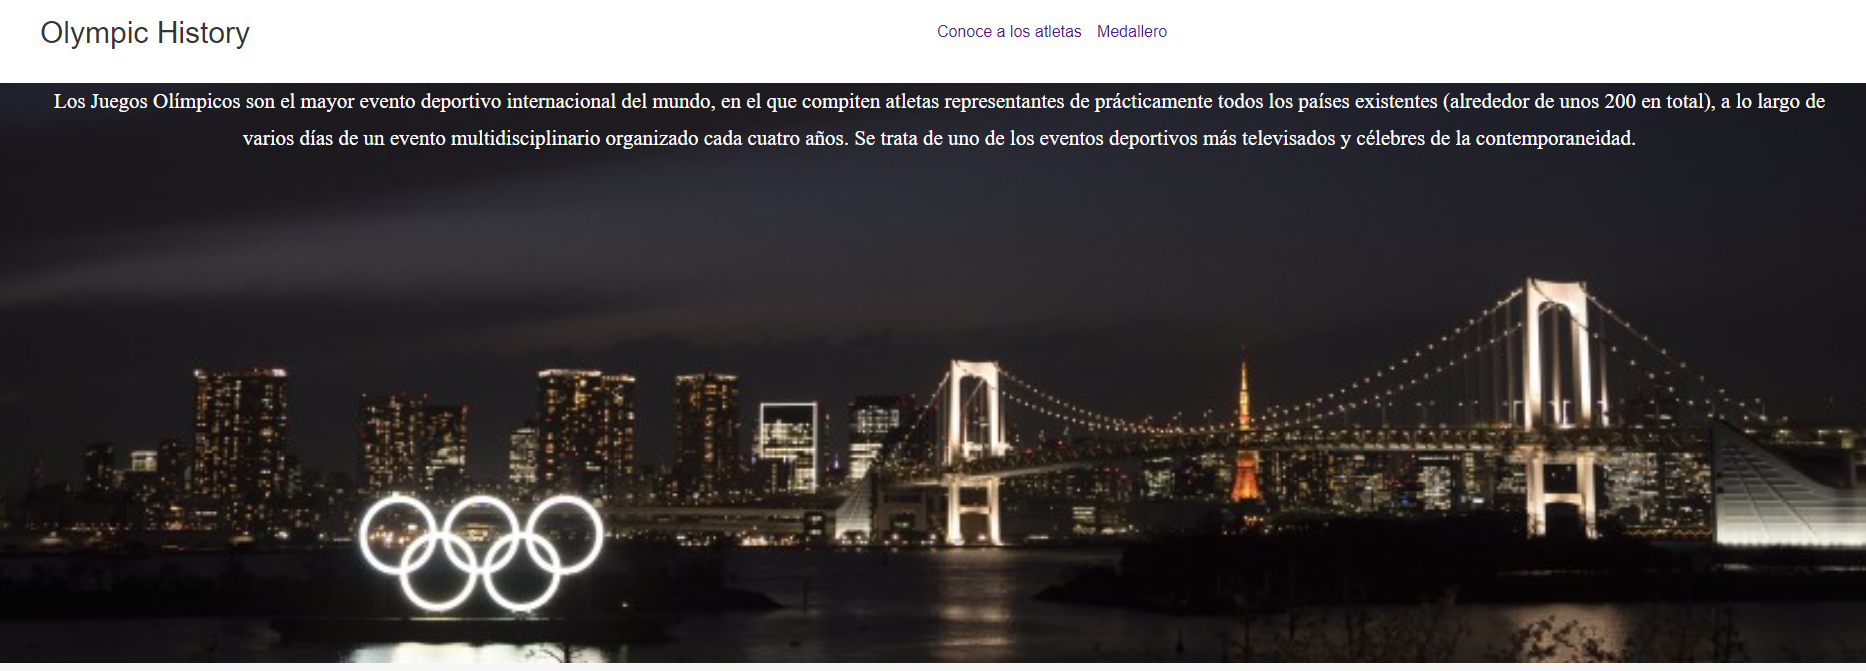 Olympic History
Conoce a los atletas Medallero
Los Juegos Olímpicos son el mayor evento deportivo internacional del mundo, en el que compiten atletas representantes de prácticamente todos los países existentes (alrededor de unos 200 en total), a lo largo de
varios días de un evento multidisciplinario organizado cada cuatro años. Se trata de uno de los eventos deportivos más televisados y célebres de la contemporaneidad.